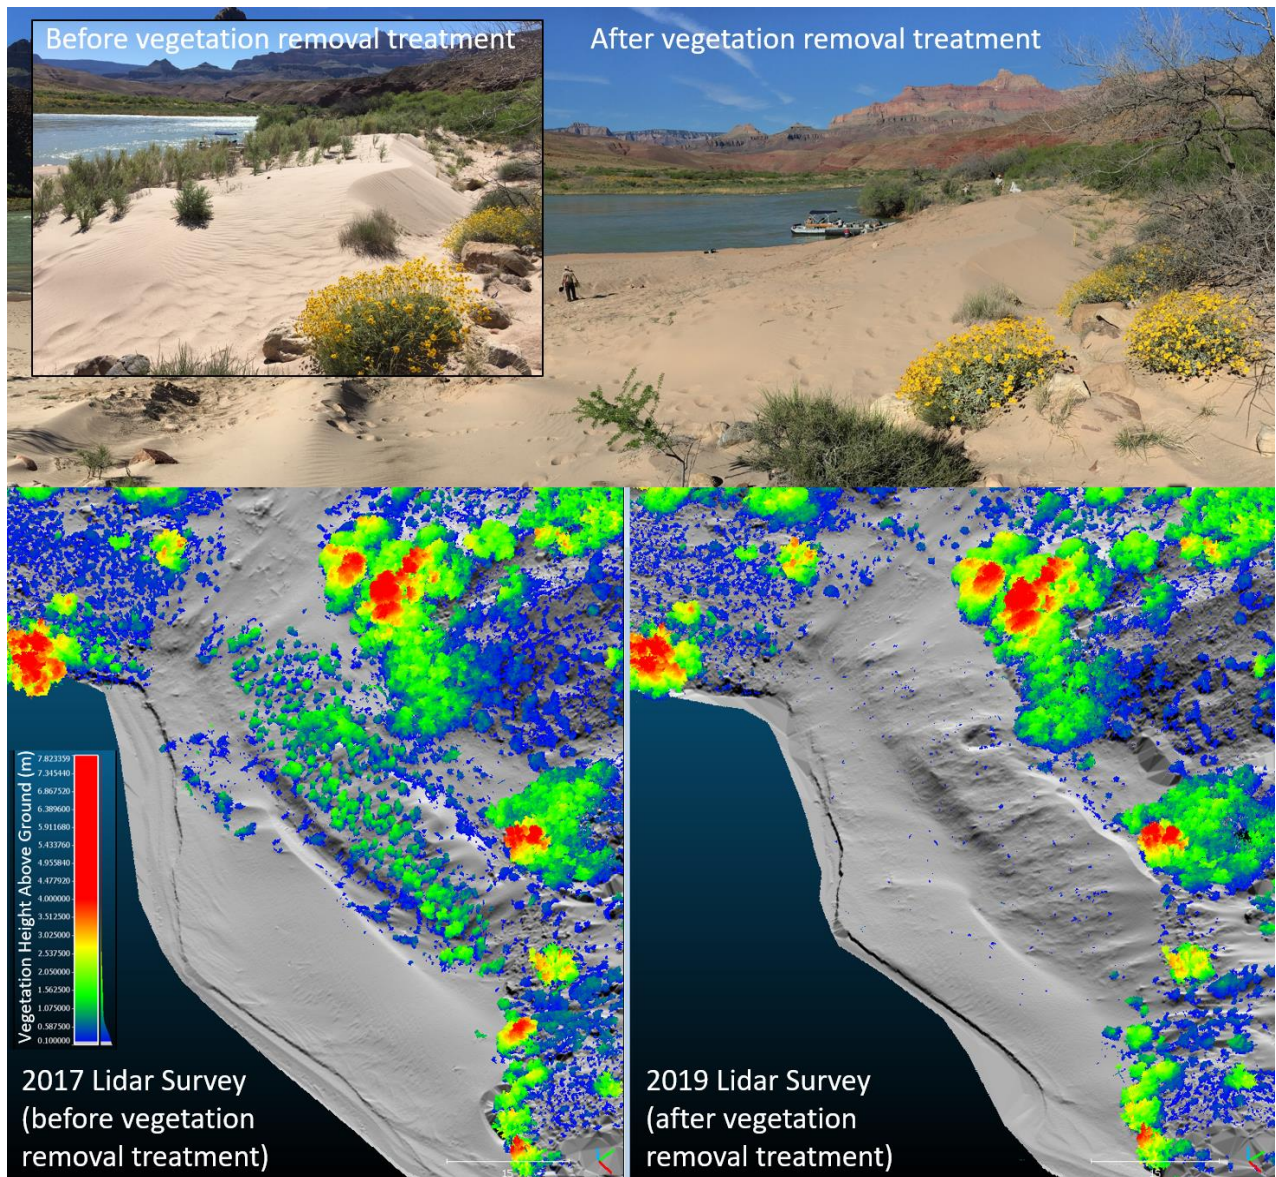 Before vegetation removal treatment
After vegetation removal treatment
Vegetation Height Above Ground (m)
7.823359
7.345440
6.867520
6.389600
5.911680
5.433760
4.955840
4.477920
4.000000
3.512500
3.025000
2.537500
2.050000
1.562500
1.075000
0.587500
0.100000
2017 Lidar Survey
(before vegetation
removal treatment)
15
2019 Lidar Survey
(after vegetation
removal treatment)
15